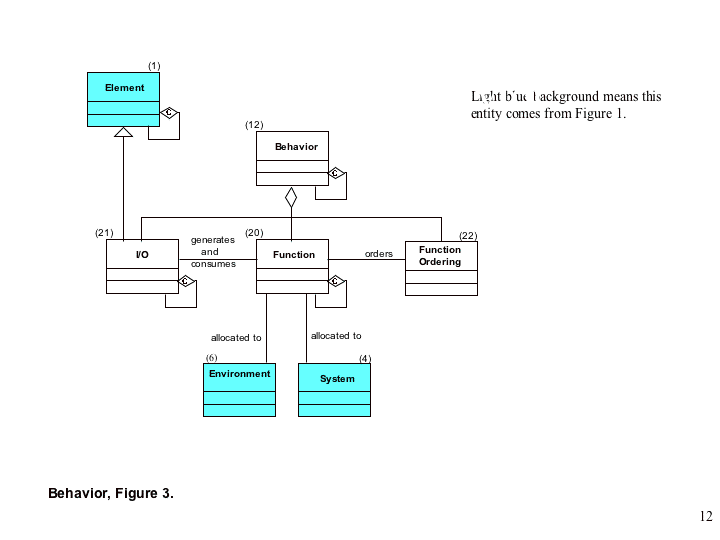 (1)
Element
C
Light blue background means this
entity comes from Figure 1.
(12)
Behavior
C
(21)
I/O
C
generates
and
consumes
(20)
Function
C
orders
(22)
Function
Ordering
allocated to
allocated to
(6)
Environment
(4)
System
Behavior, Figure 3.
12